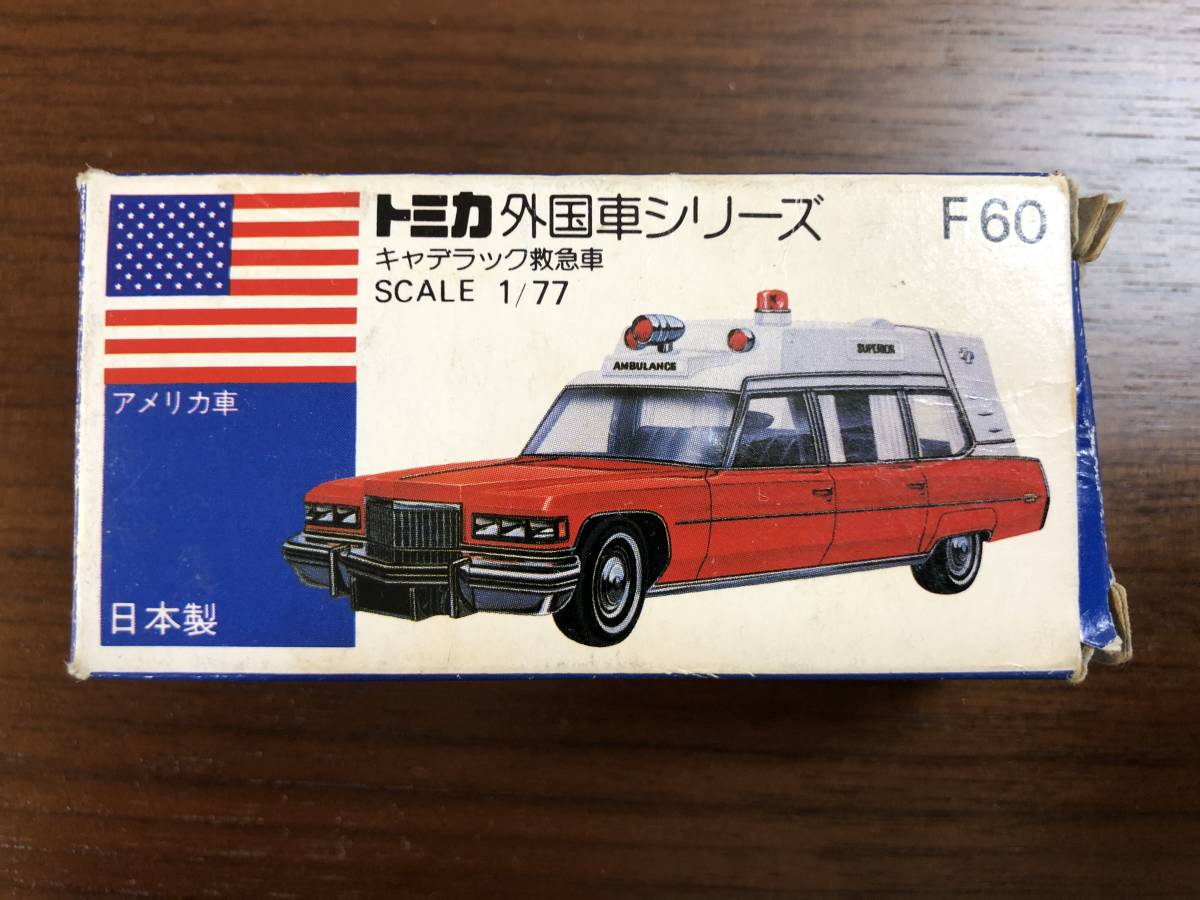 トミカ 外国車シリーズ F60
キャデラック救急車
SCALE 1/77
AMBULANCE
SUPERIOR
アメリカ車
日本製